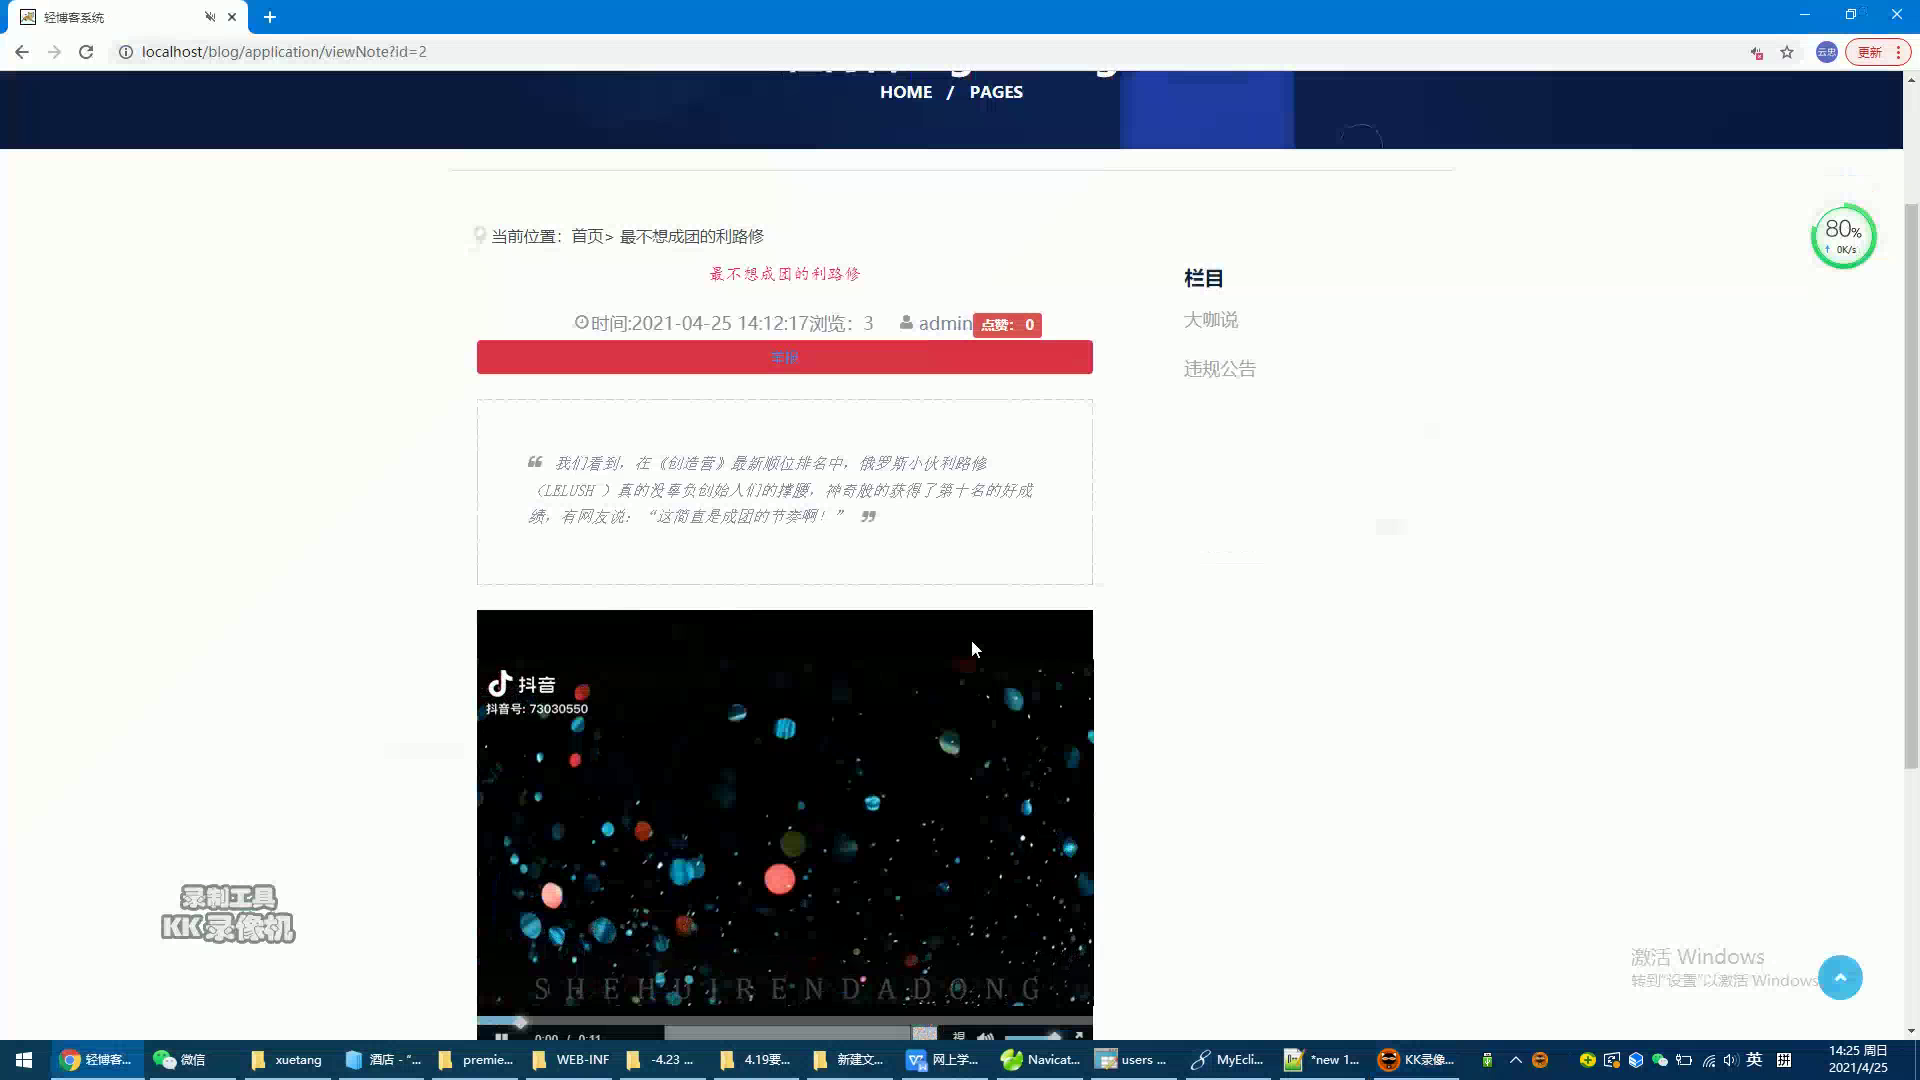 轻博客系统
localhost/blog/application/viewNote?id=2
云忠
更新
HOME / PAGES
当前位置：首页> 最不想成团的利路修
最不想成团的利路修
时间:2021-04-25 14:12:17浏览：3 admin 点赞： 0
举报
栏目
大咖说
违规公告
80%
0K/s
“ 我们看到，在《创造营》最新顺位排名中，俄罗斯小伙利路修
（LELUSH ）真的没辜负创始人们的撑腰，神奇般的获得了第十名的好成
绩，有网友说：“这简直是成团的节奏啊！” ”
抖音
抖音号: 73030550
SHEHUIRENDADONG
0:00 / 0:11
录制工具
KK录像机
激活 Windows
转到“设置”以激活 Windows
轻博客... 微信 xuetang 酒店 - “... premie... WEB-INF -4.23 ... 4.19要... 新建文... 网上学... Navicat... users ... MyEcli... *new 1... KK录像... 英 拼
14:25 周日
2021/4/25